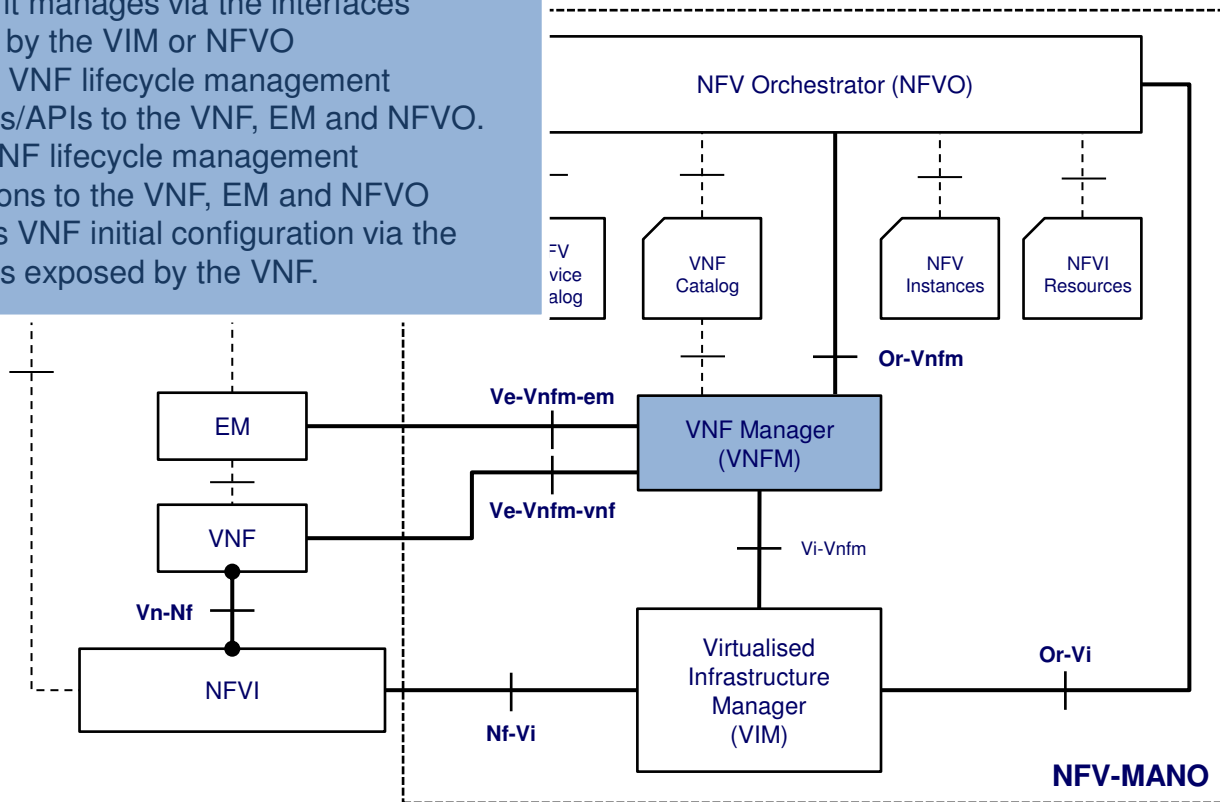 it manages via the interfaces
by the VIM or NFVO
VNF lifecycle management
s/APIs to the VNF, EM and NFVO.
NF lifecycle management
ons to the VNF, EM and NFVO
s VNF initial configuration via the
s exposed by the VNF.
NFV Orchestrator (NFVO)
FV
vice
alog
VNF
Catalog
NFV
Instances
NFVI
Resources
Or-Vnfm
Ve-Vnfm-em
EM
VNF Manager
(VNFM)
Ve-Vnfm-vnf
VNF
Vi-Vnfm
Vn-Nf
Virtualised
Infrastructure
Manager
(VIM)
Or-Vi
NFVI
Nf-Vi
NFV-MANO